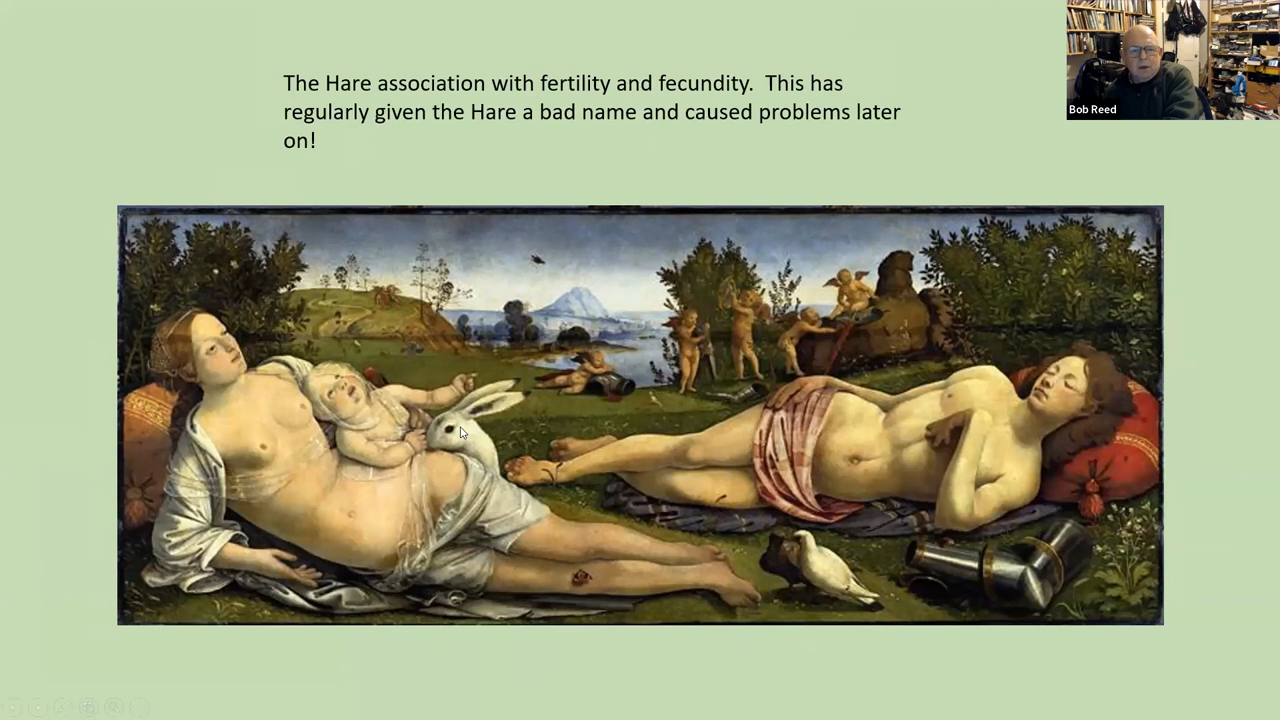 The Hare association with fertility and fecundity.  This has
regularly given the Hare a bad name and caused problems later
on!
Bob Reed